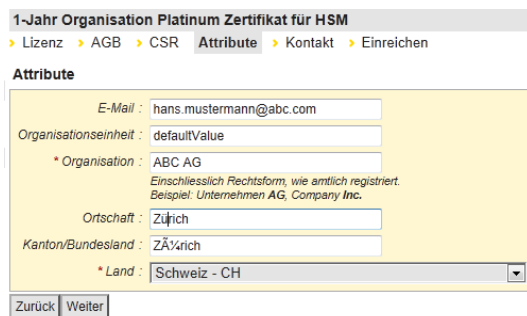 1-Jahr Organisation Platinum Zertifikat für HSM
Lizenz AGB CSR Attribute Kontakt Einreichen
Attribute
E-Mail : hans.mustermann@abc.com
Organisationseinheit : defaultValue
* Organisation : ABC AG
Einschliesslich Rechtsform, wie amtlich registriert.
Beispiel: Unternehmen AG, Company Inc.
Ortschaft : Zürich
Kanton/Bundesland : ZÃ¼rich
* Land : Schweiz - CH
Zurück Weiter